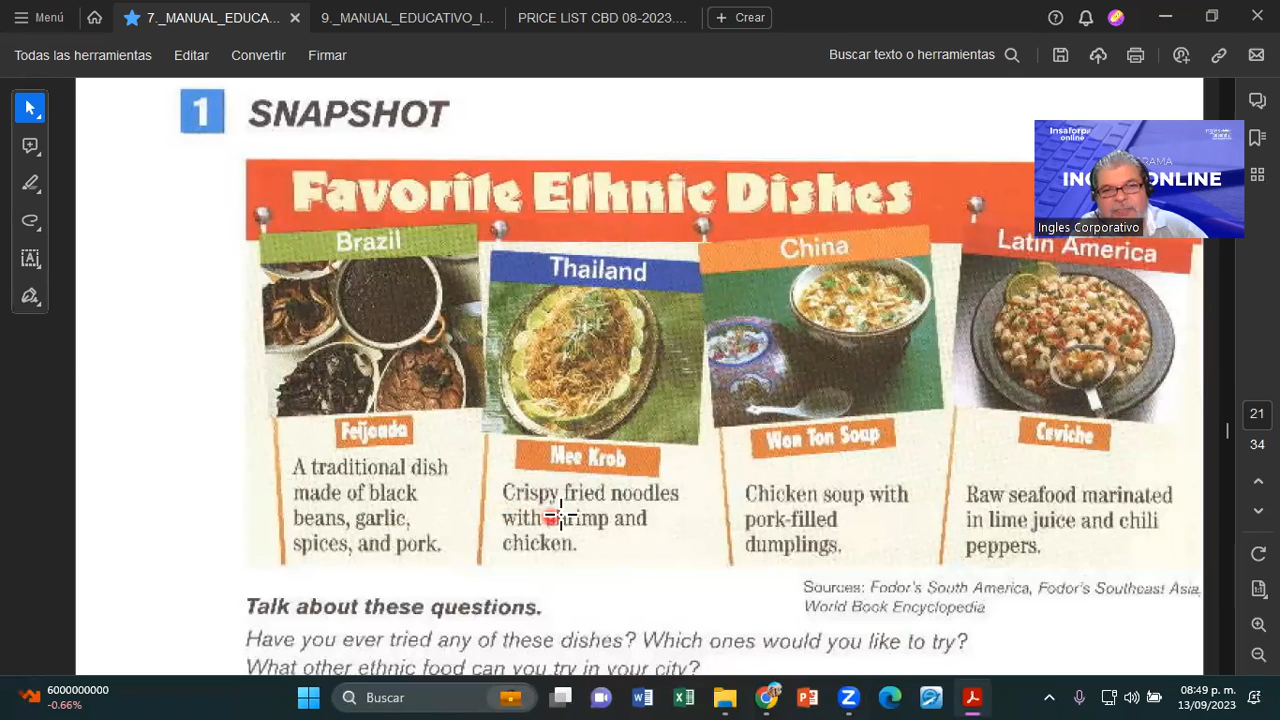 Menú
7._MANUAL_EDUCA...
9._MANUAL_EDUCATIVO_I...
PRICE LIST CBD 08-2023....
Crear
Todas las herramientas
Editar
Convertir
Firmar
Buscar texto o herramientas
1 SNAPSHOT
Favorite Ethnic Dishes
Insaforp
online
ONLINE
Ingles Corporativo
Brazil
Thailand
China
Latin America
Feijoada
Mee Krob
Won Ton Soup
Ceviche
A traditional dish
made of black
beans, garlic,
spices, and pork.
Crispy fried noodles
with shrimp and
chicken.
Chicken soup with
pork-filled
dumplings.
Raw seafood marinated
in lime juice and chili
peppers.
Sources: Fodor's South America, Fodor's Southeast Asia,
World Book Encyclopedia
Talk about these questions.
Have you ever tried any of these dishes? Which ones would you like to try?
What other ethnic food can you try in your city?
21
34
6000000000
-0.66%
Buscar
08:49 p. m.
13/09/2023